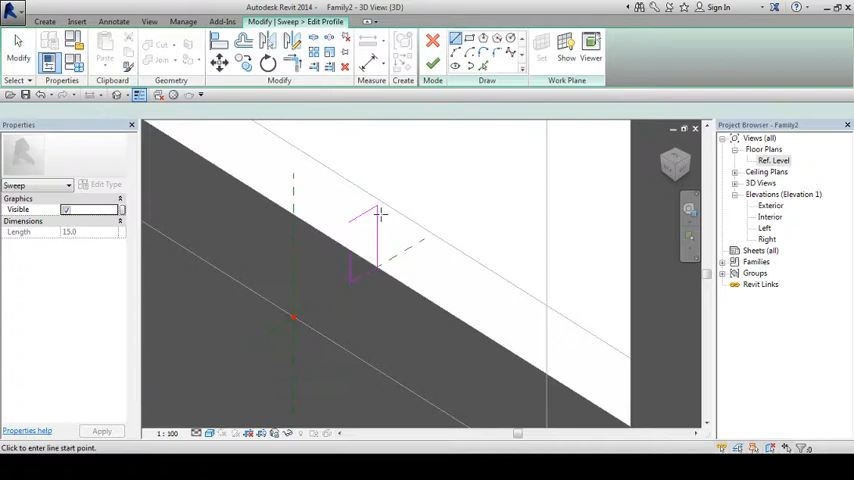 Autodesk Revit 2014 - Family2 - 3D View: {3D}
Sign In
Create Insert Annotate View Manage Add-Ins Modify | Sweep > Edit Profile
Modify
Paste
Cut
Join
Set Show Viewer
Select Properties Clipboard Geometry Modify Measure Create Mode Draw Work Plane
Properties
Sweep
Edit Type
Graphics
Visible
Dimensions
Length 15.0
Properties help
Apply
Project Browser - Family2
Views (all)
Floor Plans
Ref. Level
Ceiling Plans
3D Views
Elevations (Elevation 1)
Exterior
Interior
Left
Right
Sheets (all)
Families
Groups
Revit Links
1 : 100
Click to enter line start point.
:0